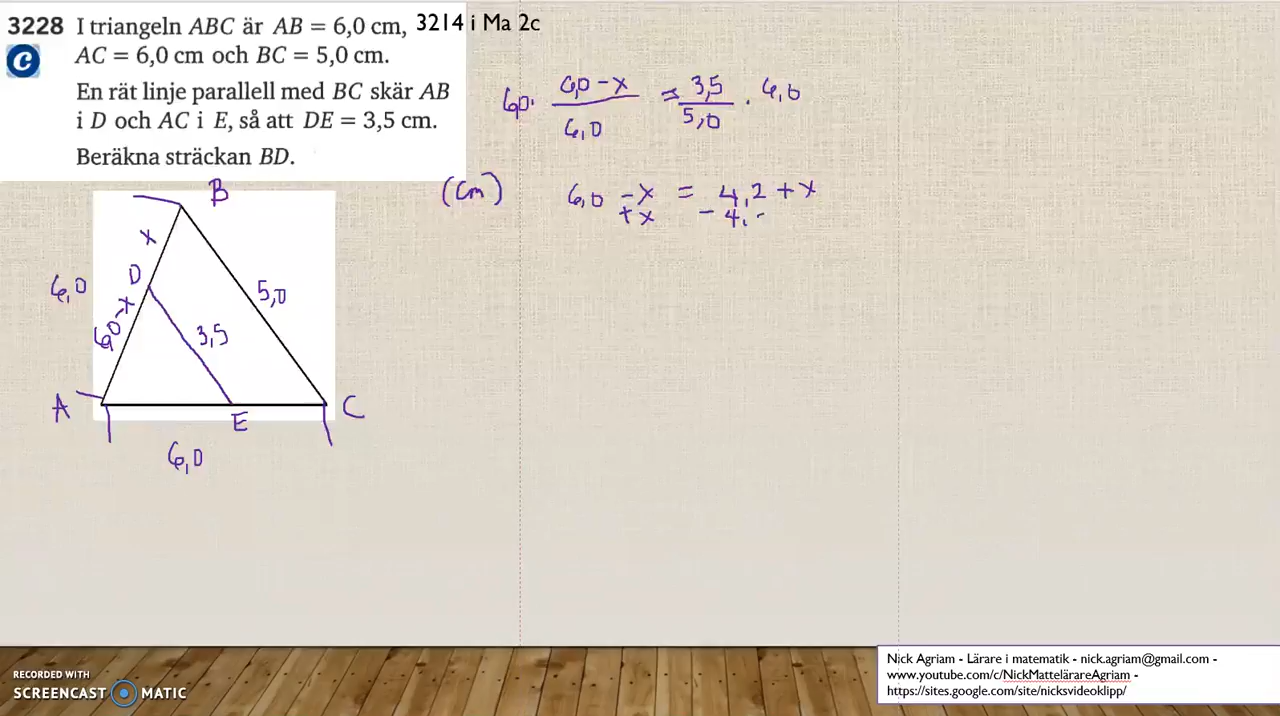 3228 I triangeln ABC är AB = 6,0 cm, 3214 i Ma 2c
C AC = 6,0 cm och BC = 5,0 cm.
En rät linje parallell med BC skär AB
i D och AC i E, så att DE = 3,5 cm.
Beräkna sträckan BD.
6,0 · (6,0 - x)/6,0 = 3,5/5,0 · 6,0
(cm) 6,0 - x = 4,2 + x
+ x - 4,
B
x
D
6,0
5,0
6,0-x
3,5
A
E
C
6,0
RECORDED WITH
SCREENCAST MATIC
Nick Agriam - Lärare i matematik - nick.agriam@gmail.com -
www.youtube.com/c/NickMattelärareAgriam -
https://sites.google.com/site/nicksvideoklipp/